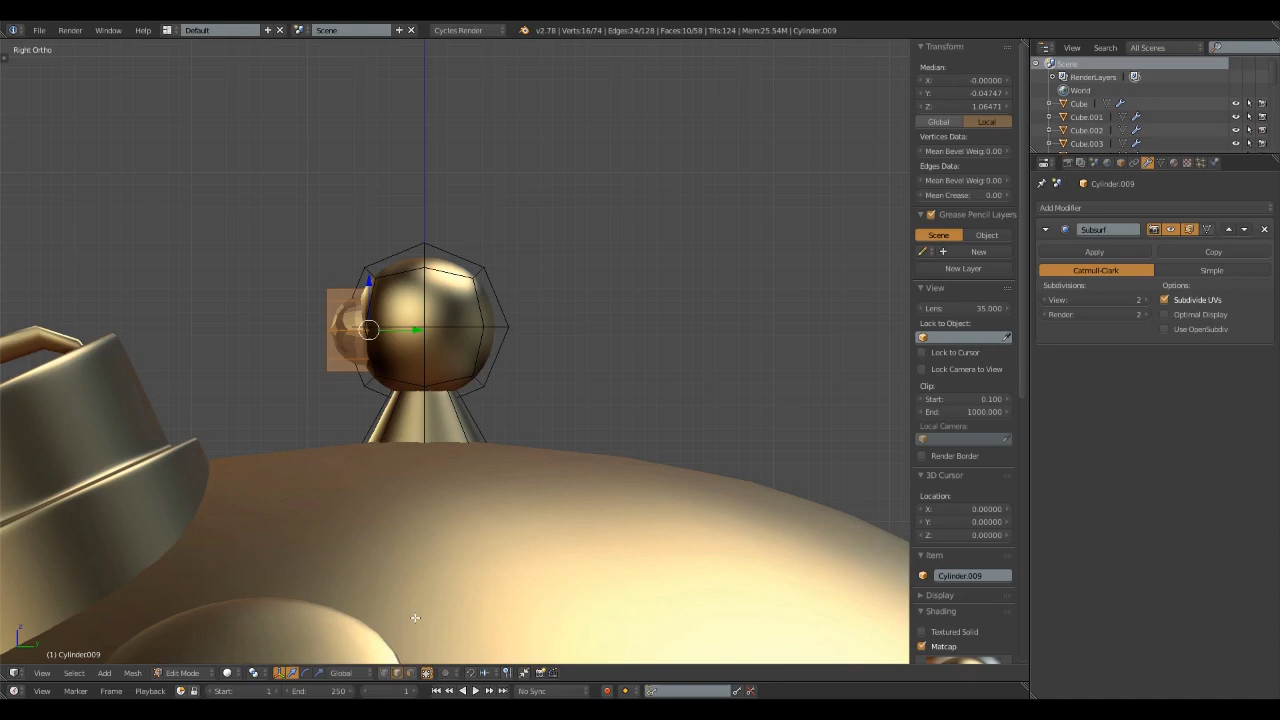 File Render Window Help Default Scene Cycles Render v2.78 | Verts:16/74 | Edges:24/128 | Faces:10/58 | Tris:124 | Mem:25.54M | Cylinder.009
Right Ortho
Transform
Median:
X: -0.00000
Y: -0.04747
Z: 1.06471
Global Local
Vertices Data:
Mean Bevel Weig: 0.00
Edges Data:
Mean Bevel Weig: 0.00
Mean Crease: 0.00
Grease Pencil Layers
Scene Object
New
New Layer
View
Lens: 35.000
Lock to Object:
Lock to Cursor
Lock Camera to View
Clip:
Start: 0.100
End: 1000.000
Local Camera:
Render Border
3D Cursor
Location:
X: 0.00000
Y: 0.00000
Z: 0.00000
Item
Cylinder.009
Display
Shading
Textured Solid
Matcap
View Search All Scenes
Scene
RenderLayers |
World
Cube |
Cube.001
Cube.002
Cube.003
Cylinder.009
Add Modifier
Subsurf
Apply Copy
Catmull-Clark Simple
Subdivisions: Options:
View: 2 Subdivide UVs
Render: 2 Optimal Display
Use OpenSubdiv
z
y
(1) Cylinder.009
View Select Add Mesh Edit Mode Global
View Marker Frame Playback Start: 1 End: 250 1 No Sync